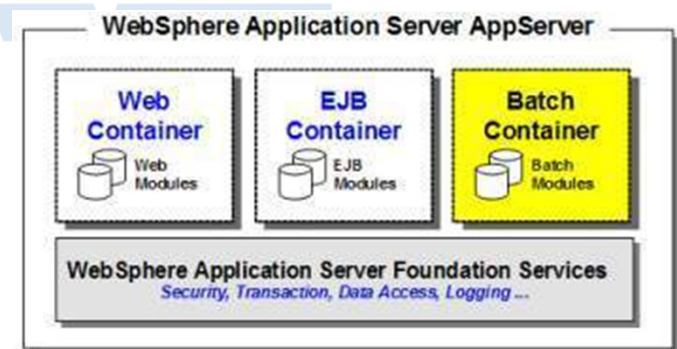 WebSphere Application Server AppServer
Web
Container
Web
Modules
EJB
Container
EJB
Modules
Batch
Container
Batch
Modules
WebSphere Application Server Foundation Services
Security, Transaction, Data Access, Logging ...